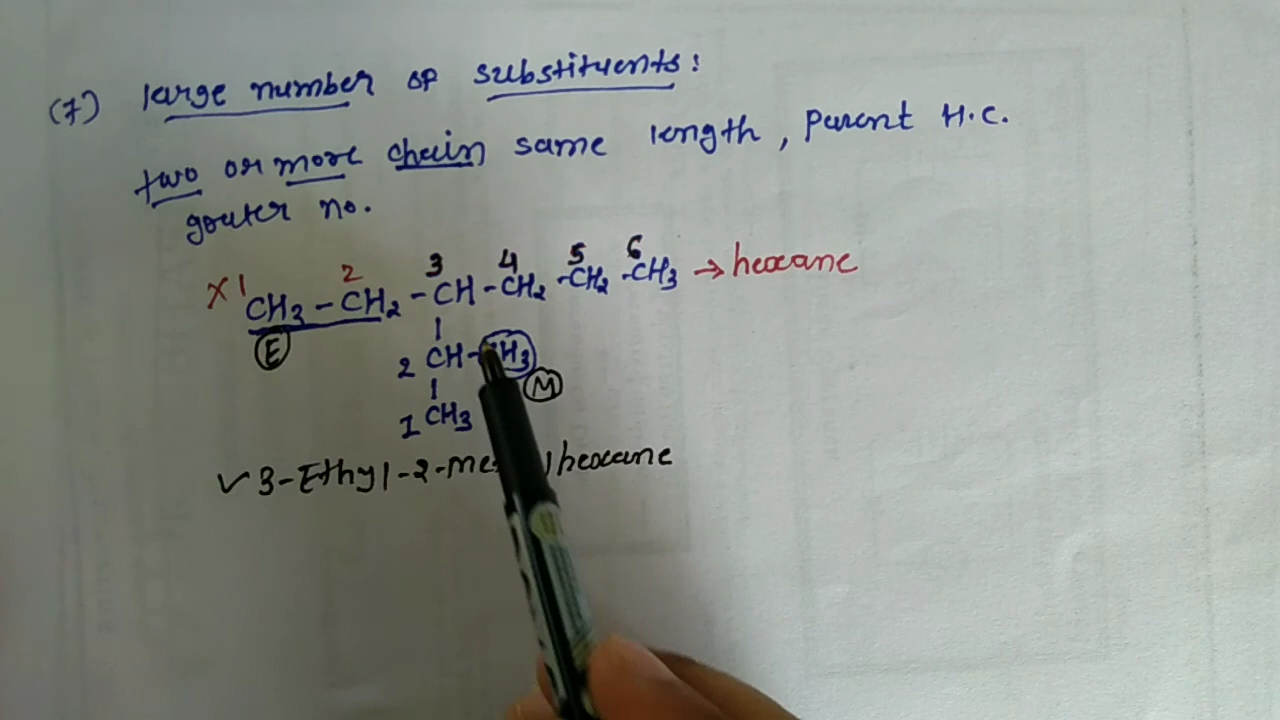 (7) large number of substituents:
two or more chain same length, parent H.C.
greater no.
3 4 5 6
X 1 2
CH3 - CH2 - CH - CH2 - CH2 - CH3 → hexane
E
2 CH - CH3
M
1 CH3
✓ 3-Ethyl-2-me hexane